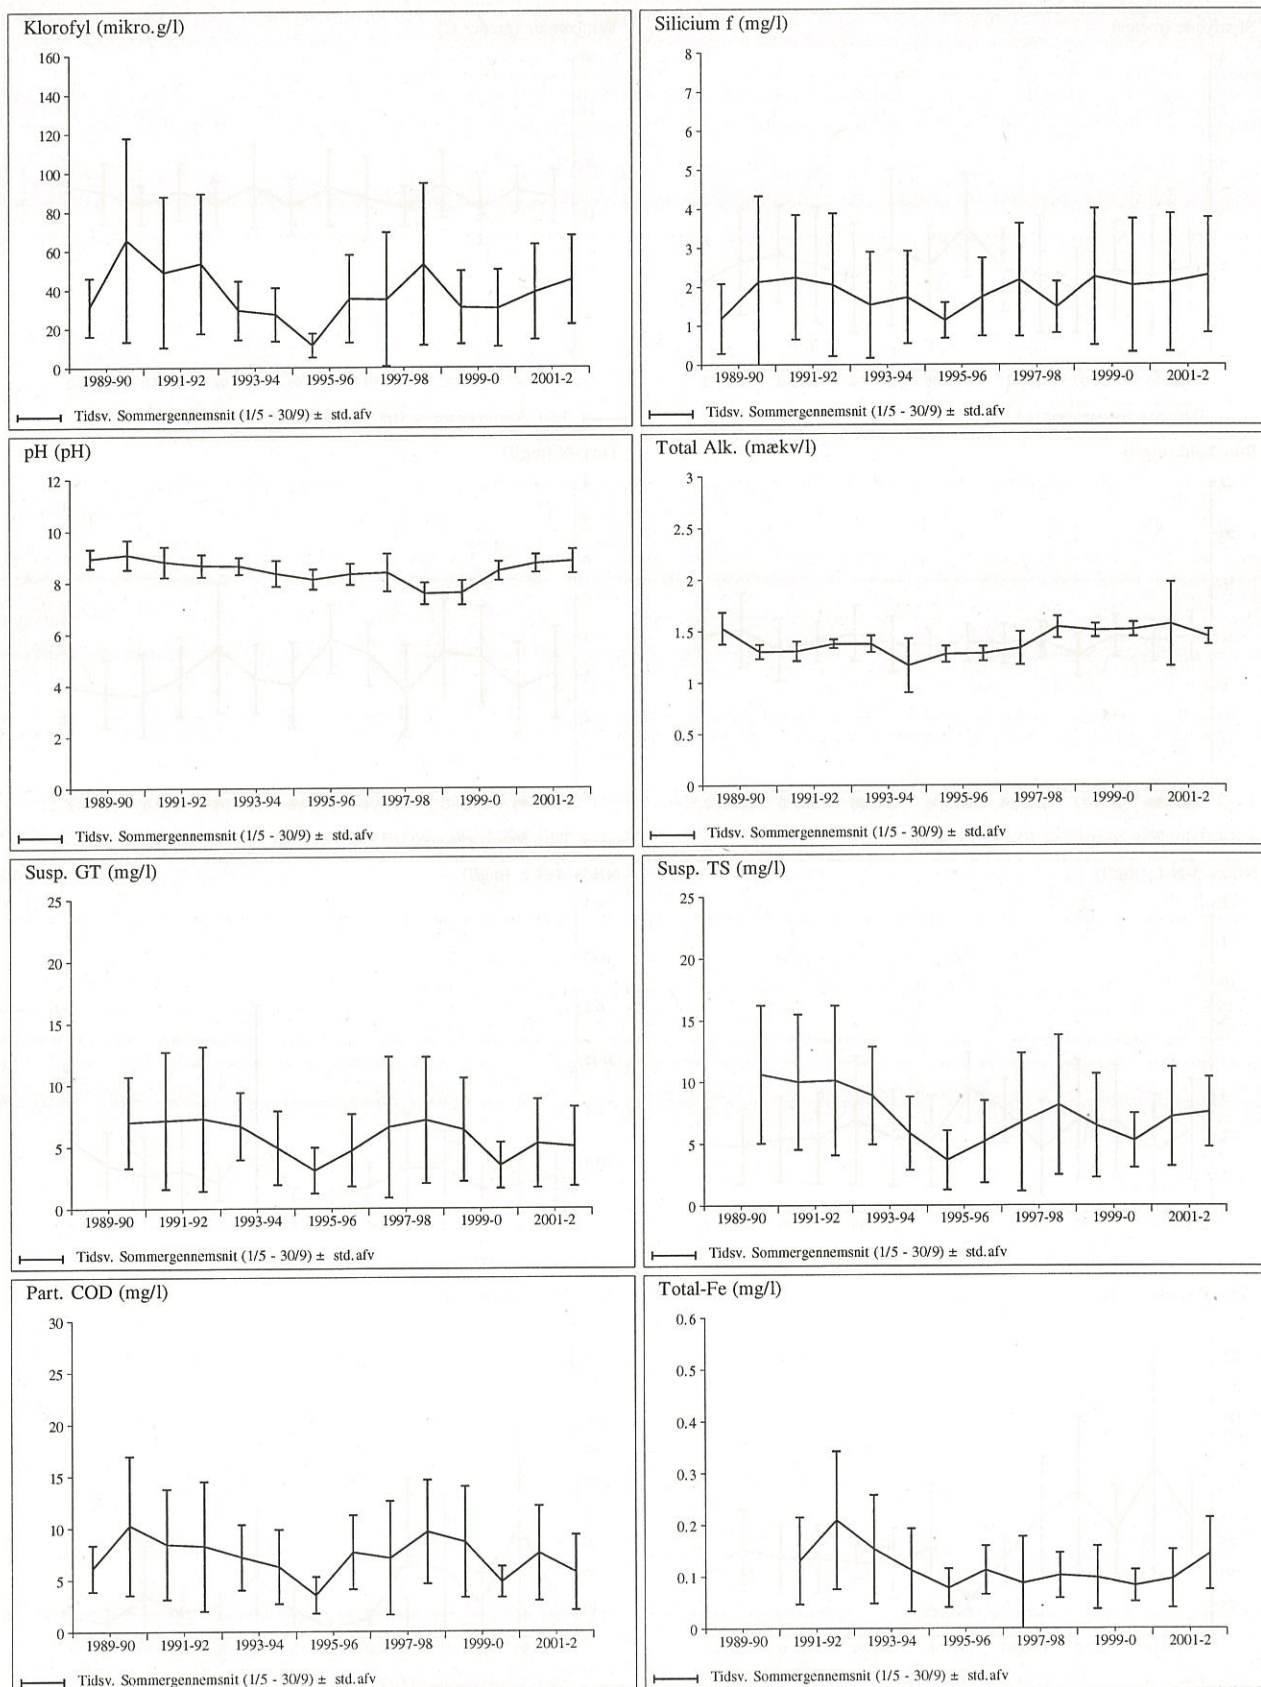 Klorofyl (mikro.g/l)
160
140
120
100
80
60
40
20
0
1989-90 1991-92 1993-94 1995-96 1997-98 1999-0 2001-2
Tidsv. Sommergennemsnit (1/5 - 30/9) ± std.afv
Silicium f (mg/l)
8
7
6
5
4
3
2
1
0
1989-90 1991-92 1993-94 1995-96 1997-98 1999-0 2001-2
Tidsv. Sommergennemsnit (1/5 - 30/9) ± std.afv
pH (pH)
12
10
8
6
4
2
0
1989-90 1991-92 1993-94 1995-96 1997-98 1999-0 2001-2
Tidsv. Sommergennemsnit (1/5 - 30/9) ± std.afv
Total Alk. (mækv/l)
3
2.5
2
1.5
1
0.5
0
1989-90 1991-92 1993-94 1995-96 1997-98 1999-0 2001-2
Tidsv. Sommergennemsnit (1/5 - 30/9) ± std.afv
Susp. GT (mg/l)
25
20
15
10
5
0
1989-90 1991-92 1993-94 1995-96 1997-98 1999-0 2001-2
Tidsv. Sommergennemsnit (1/5 - 30/9) ± std.afv
Susp. TS (mg/l)
25
20
15
10
5
0
1989-90 1991-92 1993-94 1995-96 1997-98 1999-0 2001-2
Tidsv. Sommergennemsnit (1/5 - 30/9) ± std.afv
Part. COD (mg/l)
30
25
20
15
10
5
0
1989-90 1991-92 1993-94 1995-96 1997-98 1999-0 2001-2
Tidsv. Sommergennemsnit (1/5 - 30/9) ± std.afv
Total-Fe (mg/l)
0.6
0.5
0.4
0.3
0.2
0.1
0
1989-90 1991-92 1993-94 1995-96 1997-98 1999-0 2001-2
Tidsv. Sommergennemsnit (1/5 - 30/9) ± std.afv